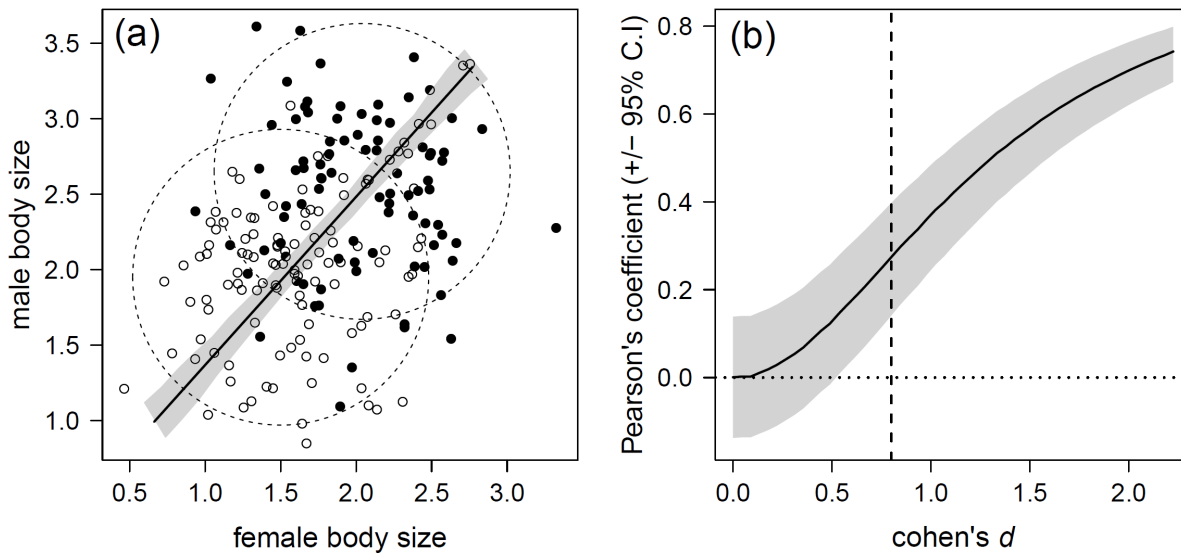 (a)
male body size
3.5
3.0
2.5
2.0
1.5
1.0
0.5 1.0 1.5 2.0 2.5 3.0
female body size
(b)
Pearson's coefficient (+/− 95% C.I)
0.8
0.6
0.4
0.2
0.0
0.0 0.5 1.0 1.5 2.0
cohen's d